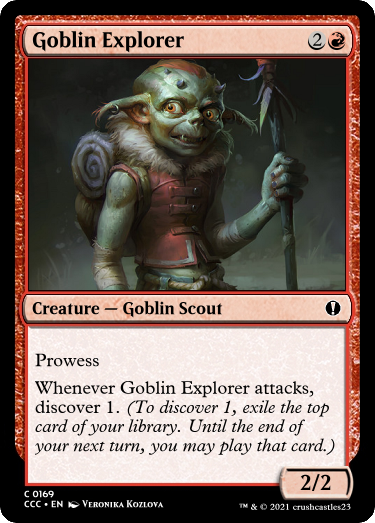 Goblin Explorer 2
Creature — Goblin Scout
Prowess
Whenever Goblin Explorer attacks,
discover 1. (To discover 1, exile the top
card of your library. Until the end of
your next turn, you may play that card.)
2/2
C 0169
CCC • EN Veronika Kozlova
™ & © 2021 crushcastles23